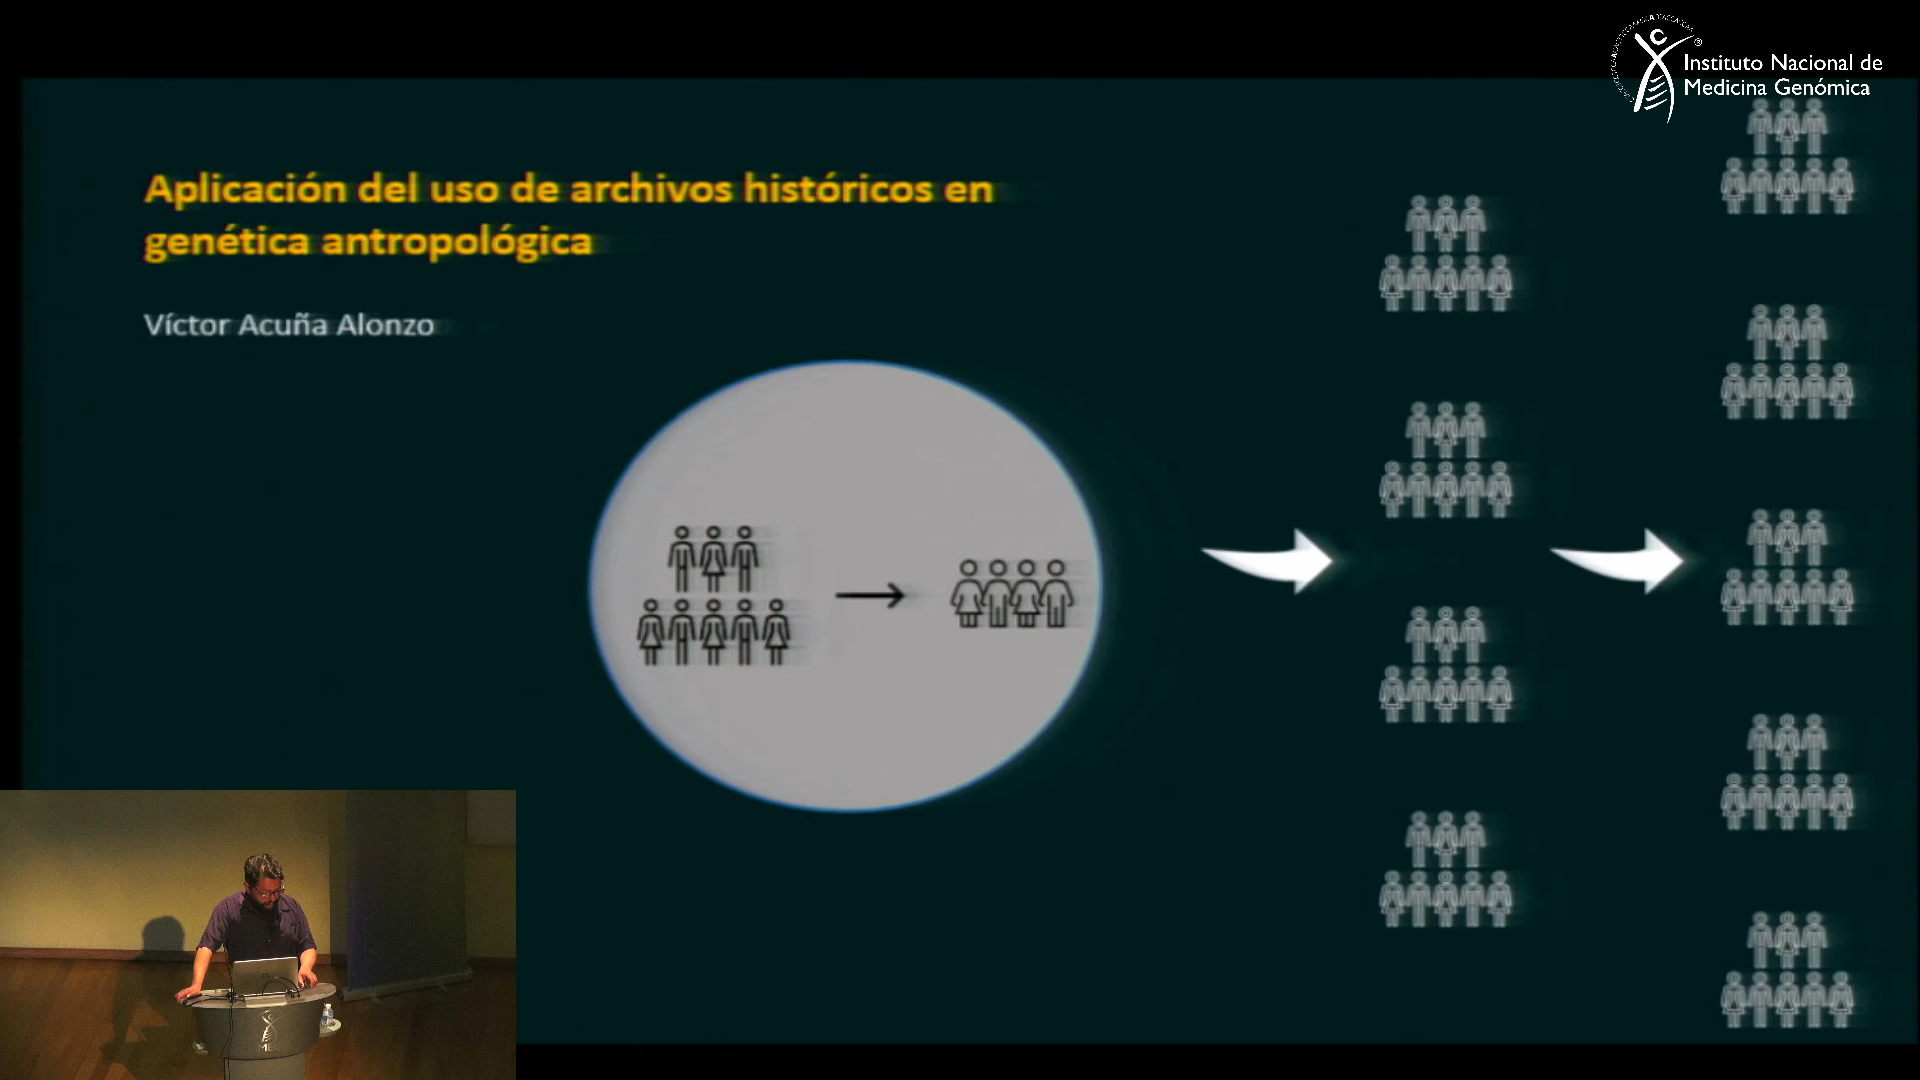 Instituto Nacional de
Medicina Genómica
Aplicación del uso de archivos históricos en
genética antropológica
Víctor Acuña Alonzo